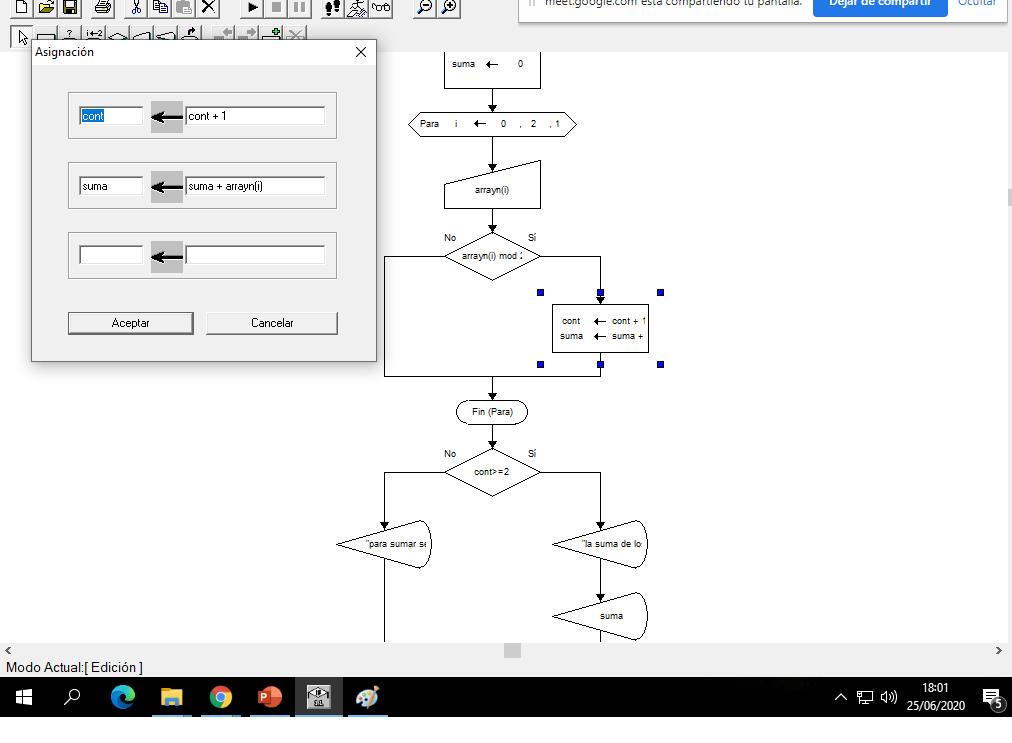 meet.google.com está compartiendo tu pantalla.
Dejar de compartir
Ocultar
Asignación
cont
cont + 1
suma
suma + arrayn(i)
Aceptar
Cancelar
suma 0
Para i 0 , 2 , 1
arrayn(i)
No
Sí
arrayn(i) mod
cont cont + 1
suma suma +
Fin (Para)
No
Sí
cont>=2
"para sumar
"la suma de
suma
Modo Actual:[ Edición ]
18:01
25/06/2020
5